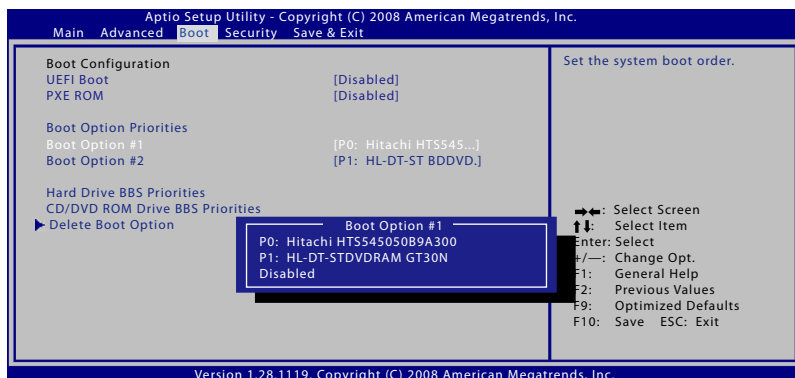 Aptio Setup Utility - Copyright (C) 2008 American Megatrends, Inc.
Main Advanced Boot Security Save & Exit
Boot Configuration
UEFI Boot [Disabled]
PXE ROM [Disabled]
Boot Option Priorities
Boot Option #1 [P0: Hitachi HTS545...]
Boot Option #2 [P1: HL-DT-ST BDDVD.]
Hard Drive BBS Priorities
CD/DVD ROM Drive BBS Priorities
Delete Boot Option
Boot Option #1
P0: Hitachi HTS545050B9A300
P1: HL-DT-STDVDRAM GT30N
Disabled
Set the system boot order.
→←: Select Screen
↑↓: Select Item
Enter: Select
+/—: Change Opt.
F1: General Help
F2: Previous Values
F9: Optimized Defaults
F10: Save ESC: Exit
Version 1.28.1119. Copyright (C) 2008 American Megatrends, Inc.